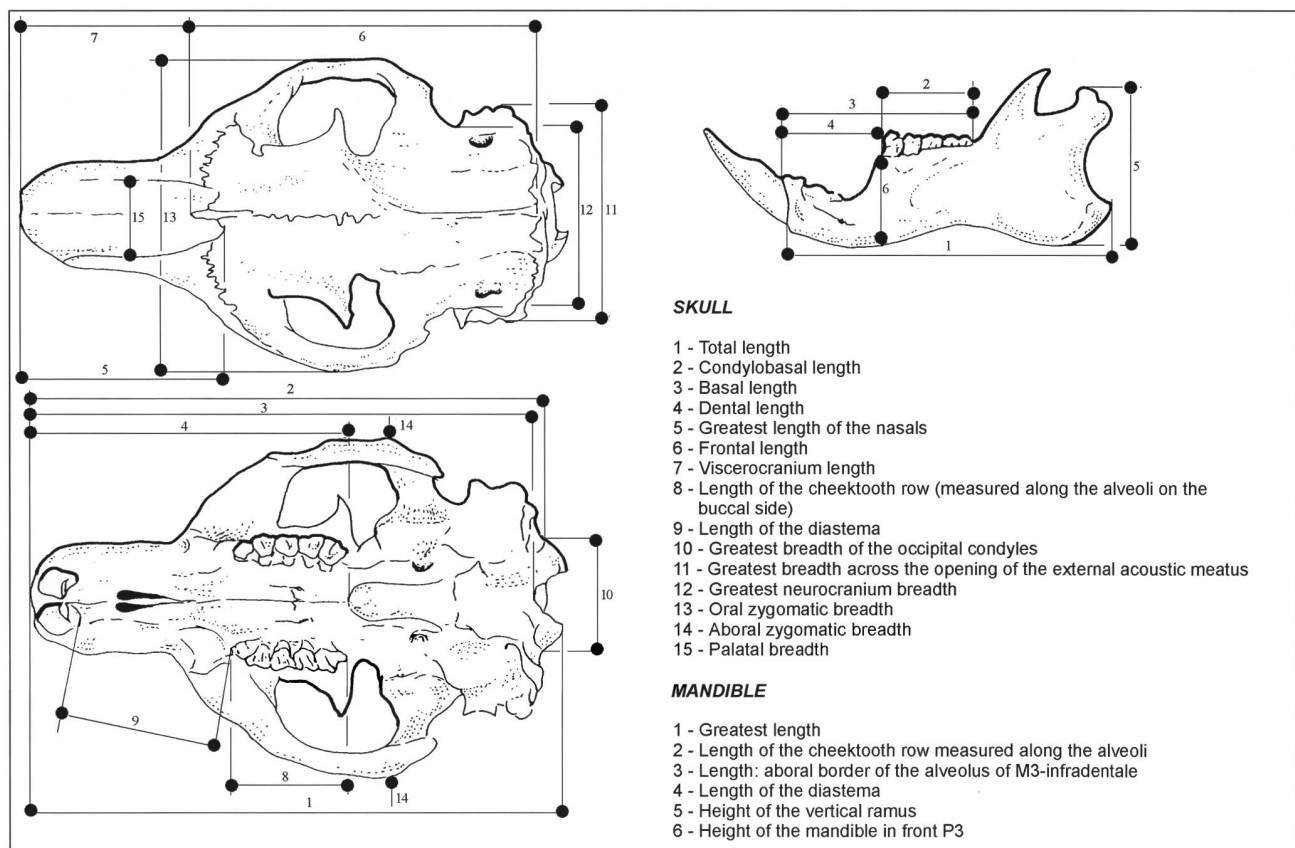 7
6
15
13
12
11
5
2
3
4
14
10
9
8
1
14
2
3
4
5
6
1
SKULL
1 - Total length
2 - Condylobasal length
3 - Basal length
4 - Dental length
5 - Greatest length of the nasals
6 - Frontal length
7 - Viscerocranium length
8 - Length of the cheektooth row (measured along the alveoli on the
buccal side)
9 - Length of the diastema
10 - Greatest breadth of the occipital condyles
11 - Greatest breadth across the opening of the external acoustic meatus
12 - Greatest neurocranium breadth
13 - Oral zygomatic breadth
14 - Aboral zygomatic breadth
15 - Palatal breadth
MANDIBLE
1 - Greatest length
2 - Length of the cheektooth row measured along the alveoli
3 - Length: aboral border of the alveolus of M3-infradentale
4 - Length of the diastema
5 - Height of the vertical ramus
6 - Height of the mandible in front P3